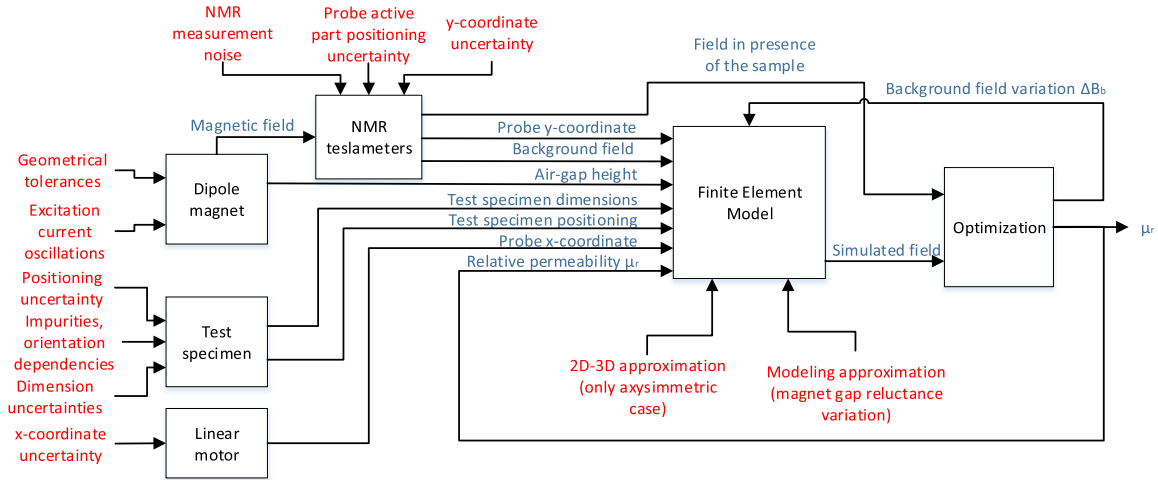 NMR
measurement
noise
Probe active
part positioning
uncertainty
y-coordinate
uncertainty
Field in presence
of the sample
Background field variation ΔBb
Magnetic field
NMR
teslameters
Probe y-coordinate
Background field
Air-gap height
Test specimen dimensions
Test specimen positioning
Probe x-coordinate
Relative permeability μr
Geometrical
tolerances
Excitation
current
oscillations
Dipole
magnet
Finite Element
Model
Optimization
μr
Simulated field
Positioning
uncertainty
Impurities,
orientation
dependencies
Dimension
uncertainties
Test
specimen
2D-3D approximation
(only axysimmetric
case)
Modeling approximation
(magnet gap reluctance
variation)
x-coordinate
uncertainty
Linear
motor